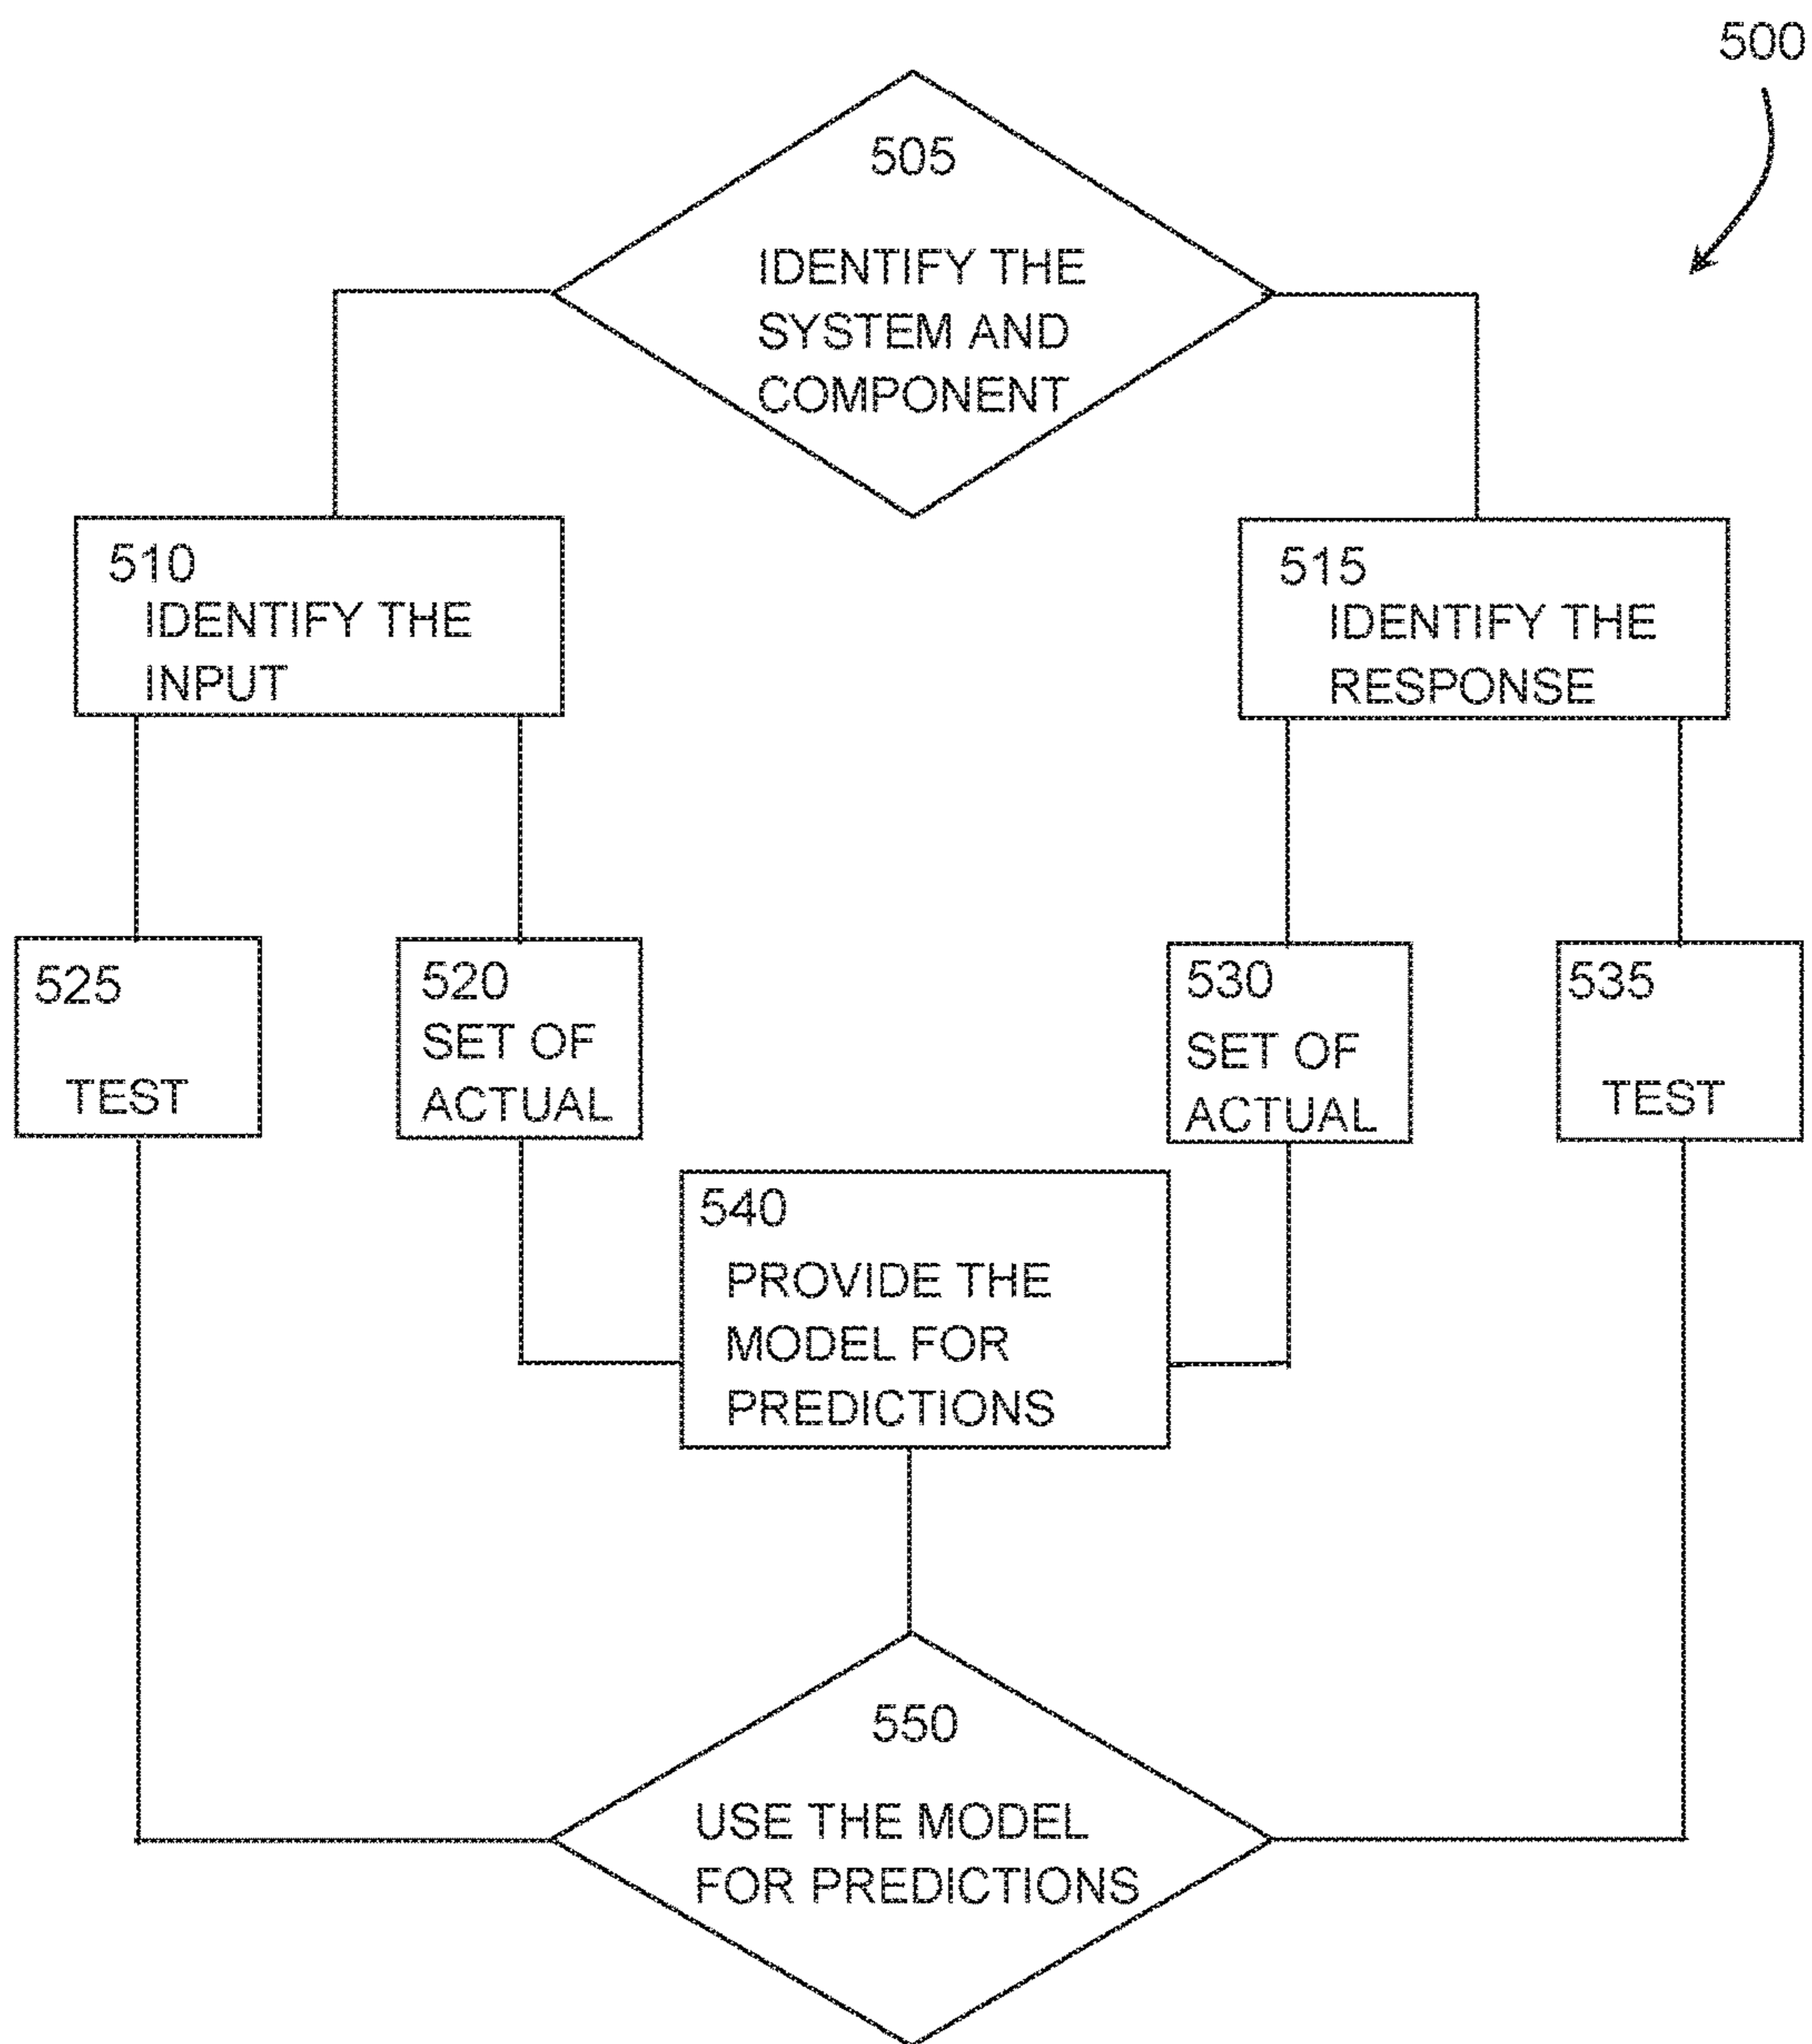 500
505
IDENTIFY THE
SYSTEM AND
COMPONENT
510
IDENTIFY THE
INPUT
515
IDENTIFY THE
RESPONSE
525
TEST
520
SET OF
ACTUAL
530
SET OF
ACTUAL
535
TEST
540
PROVIDE THE
MODEL FOR
PREDICTIONS
550
USE THE MODEL
FOR PREDICTIONS